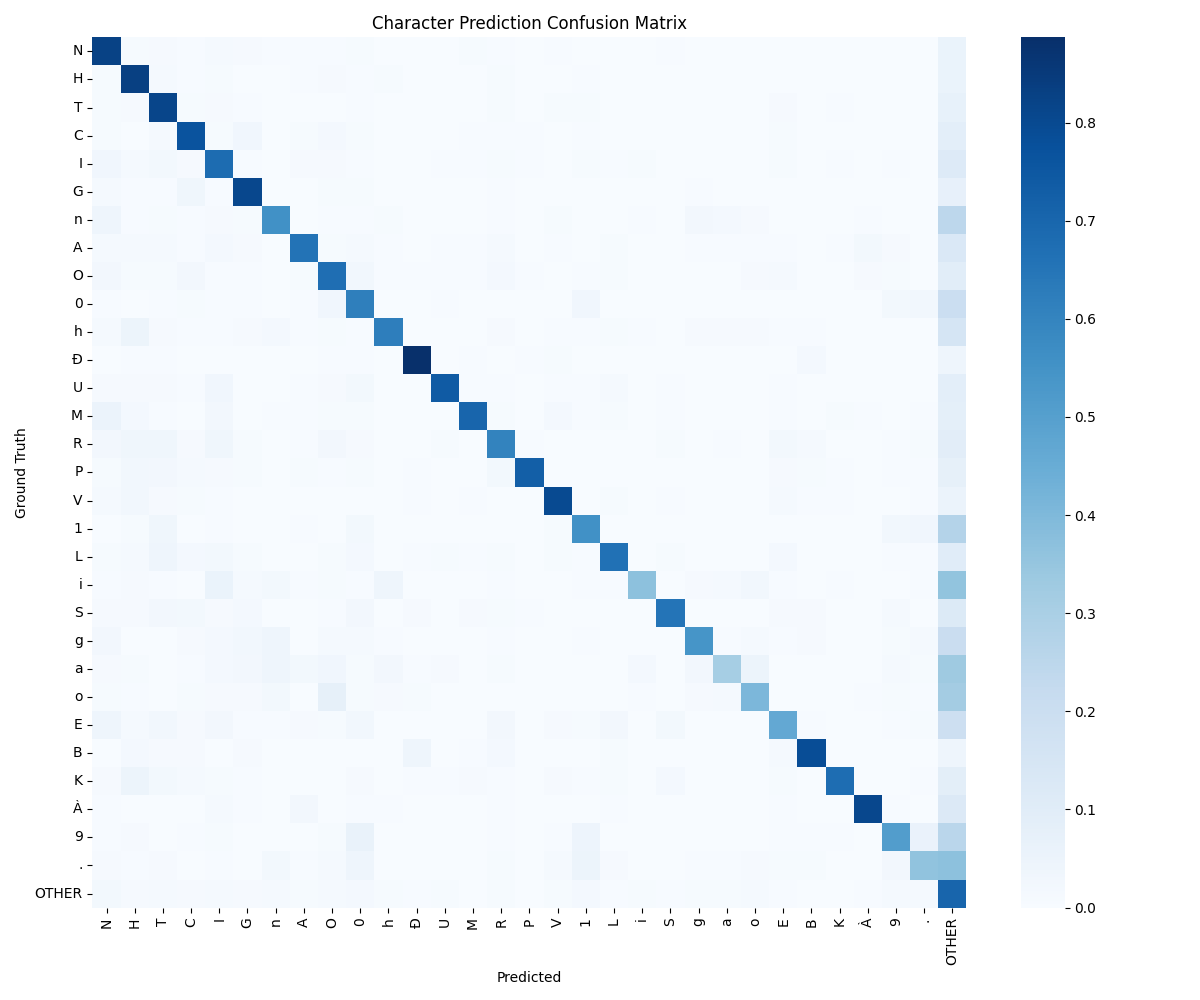 Character Prediction Confusion Matrix
Ground Truth
N
H
T
C
I
G
n
A
O
0
h
Đ
U
M
R
P
V
1
L
i
S
g
a
o
E
B
K
À
9
.
OTHER
N H T C I G n A O 0 h Đ U M R P V 1 L i S g a o E B K À 9 . OTHER
Predicted
0.8
0.7
0.6
0.5
0.4
0.3
0.2
0.1
0.0